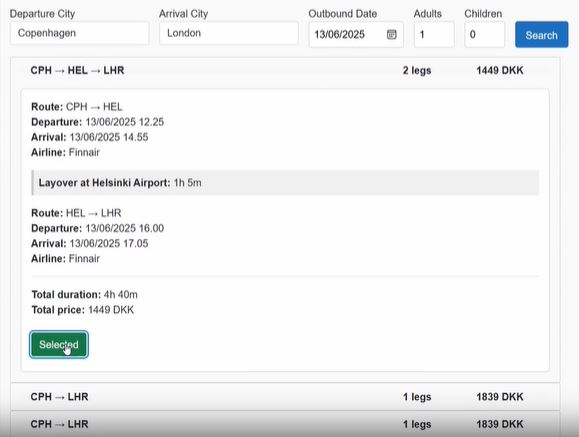 Departure City Arrival City Outbound Date Adults Children
Copenhagen London 13/06/2025 1 0 Search
CPH → HEL → LHR 2 legs 1449 DKK
Route: CPH → HEL
Departure: 13/06/2025 12.25
Arrival: 13/06/2025 14.55
Airline: Finnair
Layover at Helsinki Airport: 1h 5m
Route: HEL → LHR
Departure: 13/06/2025 16.00
Arrival: 13/06/2025 17.05
Airline: Finnair
Total duration: 4h 40m
Total price: 1449 DKK
Selected
CPH → LHR 1 legs 1839 DKK
CPH → LHR 1 legs 1839 DKK